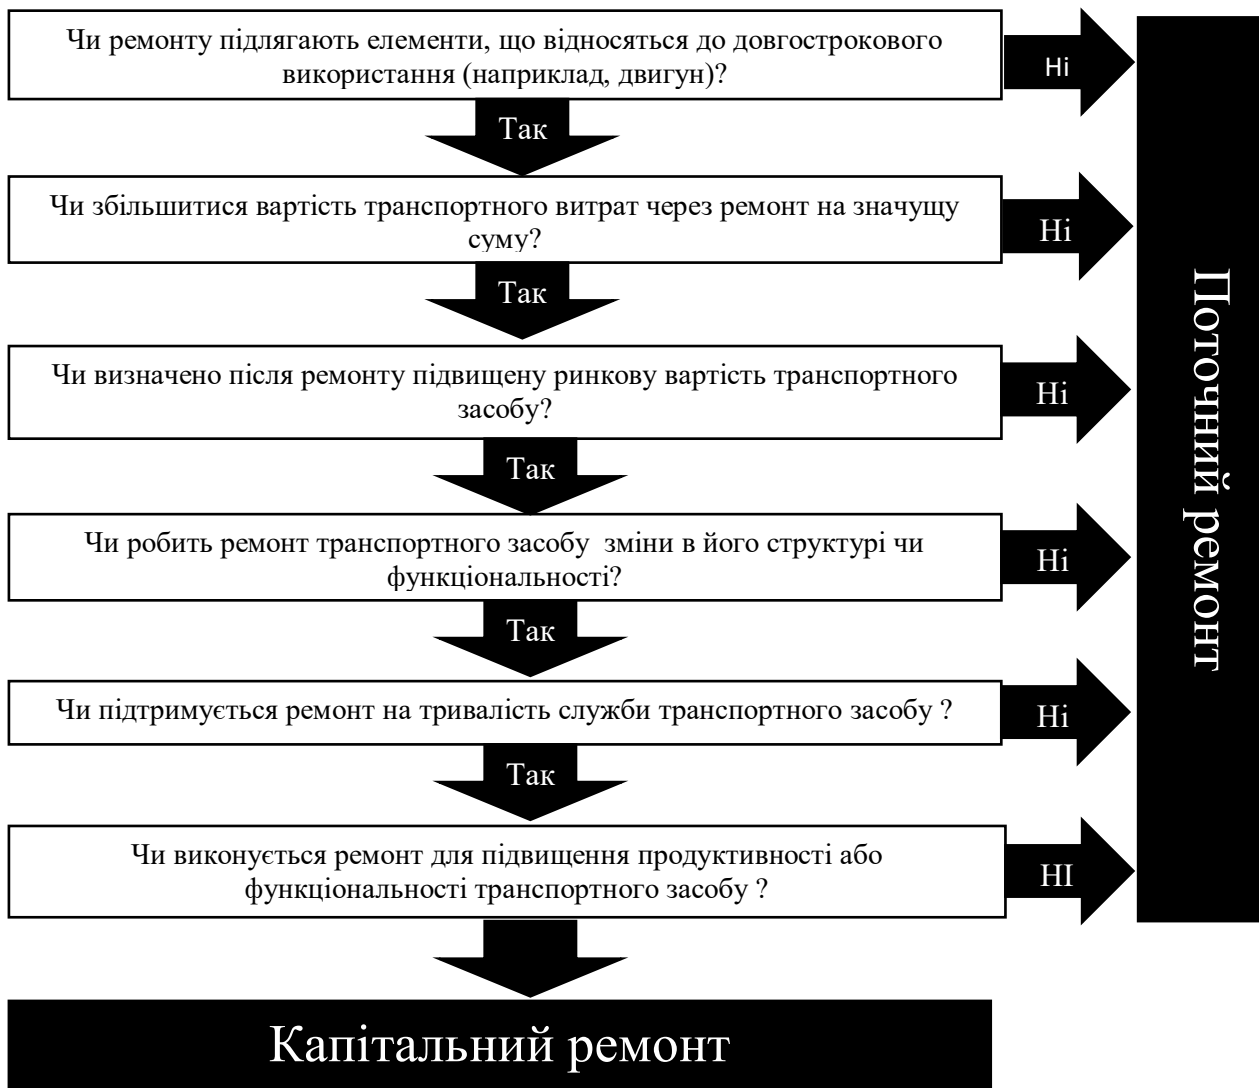 Чи ремонту підлягають елементи, що відносяться до довгострокового
використання (наприклад, двигун)?
Ні
Так
Чи збільшитися вартість транспортного витрат через ремонт на значущу
суму?
Ні
Так
Чи визначено після ремонту підвищену ринкову вартість транспортного
засобу?
Ні
Так
Чи робить ремонт транспортного засобу  зміни в його структурі чи
функціональності?
Ні
Так
Чи підтримується ремонт на тривалість служби транспортного засобу ?
Ні
Так
Чи виконується ремонт для підвищення продуктивності або
функціональності транспортного засобу ?
НІ
Поточний ремонт
Капітальний ремонт